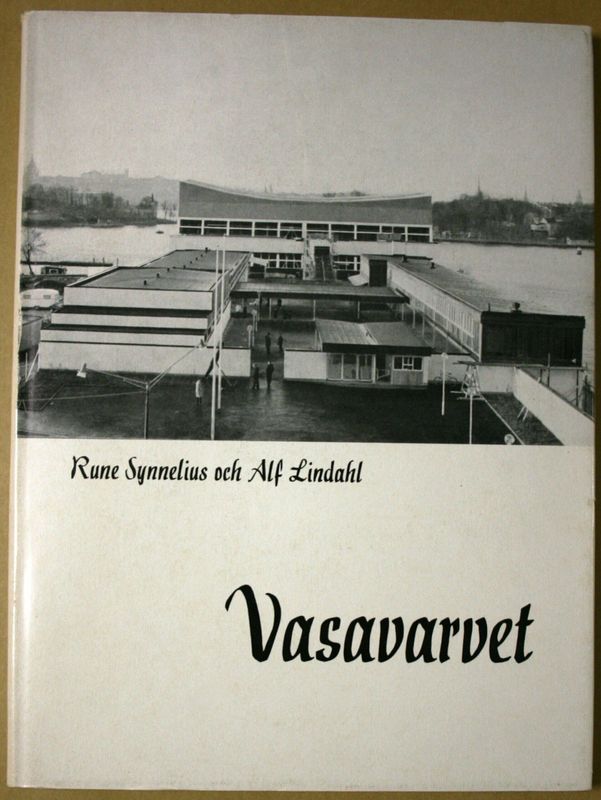 Rune Synnelius och Alf Lindahl
Vasavarvet